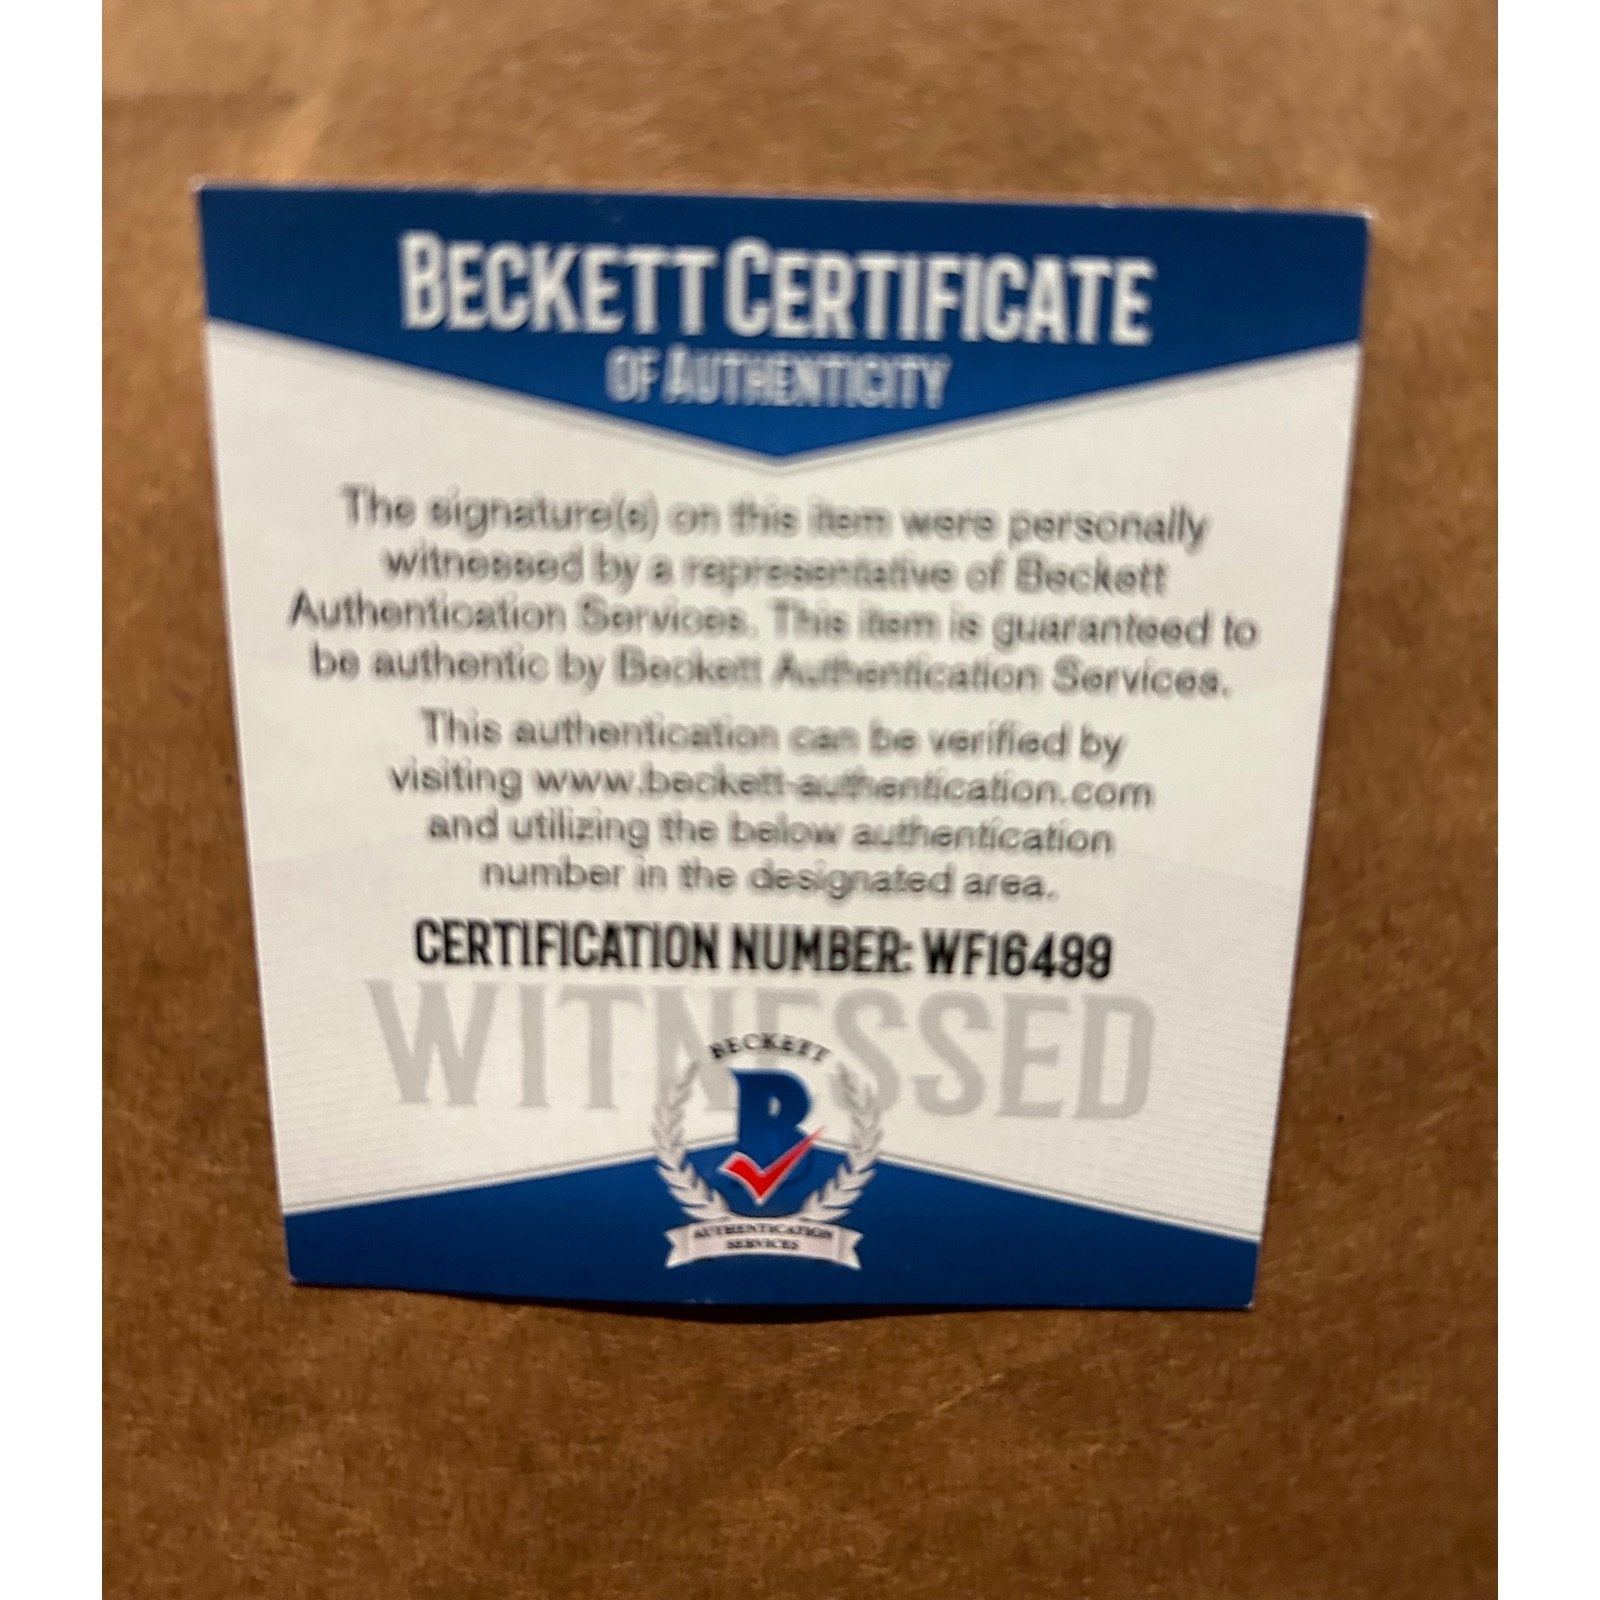 BECKETT CERTIFICATE
OF AUTHENTICITY
The signature(s) on this item were personally
witnessed by a representative of Beckett
Authentication Services. This item is guaranteed to
be authentic by Beckett Authentication Services.
This authentication can be verified by
visiting www.beckett-authentication.com
and utilizing the below authentication
number in the designated area.
CERTIFICATION NUMBER: WF16499
WITNESSED
BECKETT
B
AUTHENTICATION
SERVICES